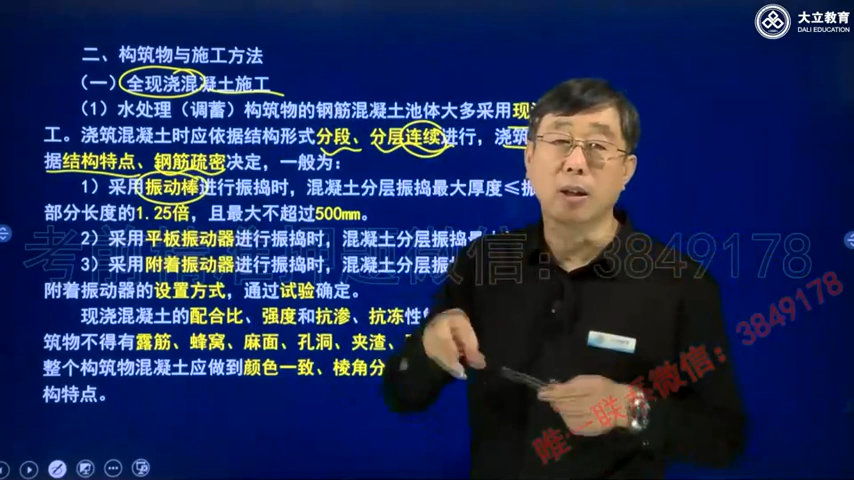 大立教育
DALI EDUCATION
二、构筑物与施工方法
（一）全现浇混凝土施工
（1）水处理（调蓄）构筑物的钢筋混凝土池体大多采用现
工。浇筑混凝土时应依据结构形式分段、分层连续进行，浇筑
据结构特点、钢筋疏密决定，一般为：
1）采用振动棒进行振捣时，混凝土分层振捣最大厚度≤振
部分长度的1.25倍，且最大不超过500mm。
2）采用平板振动器进行振捣时，混凝土分层振捣最
3）采用附着振动器进行振捣时，混凝土分层振
附着振动器的设置方式，通过试验确定。
现浇混凝土的配合比、强度和抗渗、抗冻性
筑物不得有露筋、蜂窝、麻面、孔洞、夹渣、
整个构筑物混凝土应做到颜色一致、棱角分
构特点。
微信：3849178
唯一联系微信：3849178